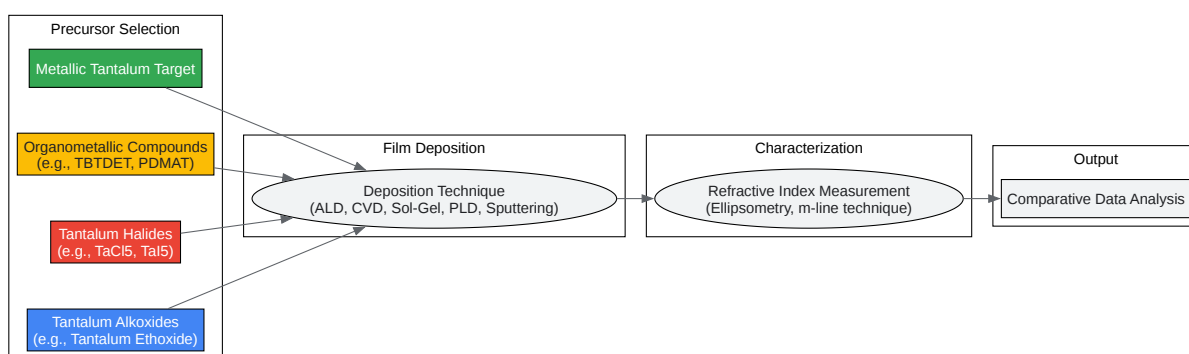 Precursor Selection
Metallic Tantalum Target
Organometallic Compounds
(e.g., TBTDET, PDMAT)
Tantalum Halides
(e.g., TaCl5, TaI5)
Tantalum Alkoxides
(e.g., Tantalum Ethoxide)
Film Deposition
Deposition Technique
(ALD, CVD, Sol-Gel, PLD, Sputtering)
Characterization
Refractive Index Measurement
(Ellipsometry, m-line technique)
Output
Comparative Data Analysis